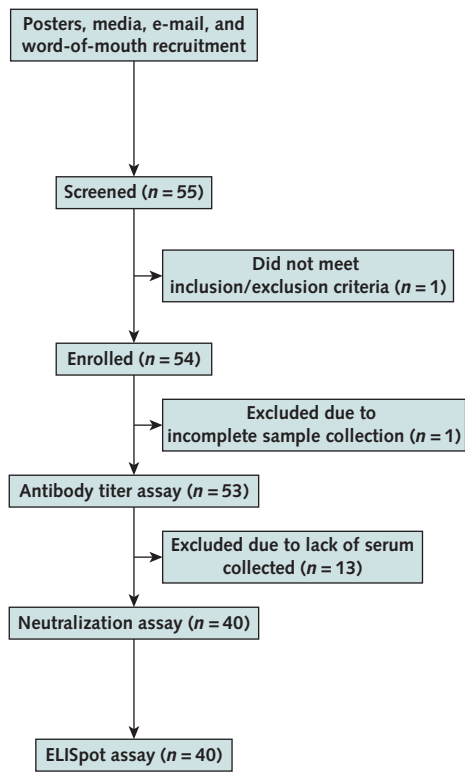 Posters, media, e-mail, and
word-of-mouth recruitment
Screened (n = 55)
Did not meet
inclusion/exclusion criteria (n = 1)
Enrolled (n = 54)
Excluded due to
incomplete sample collection (n = 1)
Antibody titer assay (n = 53)
Excluded due to lack of serum
collected (n = 13)
Neutralization assay (n = 40)
ELISpot assay (n = 40)